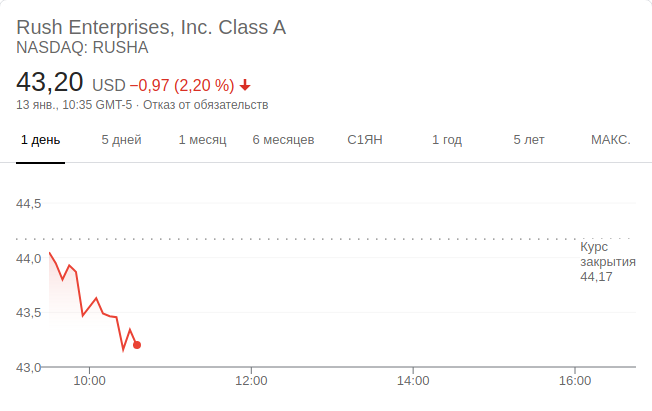 Rush Enterprises, Inc. Class A
NASDAQ: RUSHA
43,20 USD −0,97 (2,20 %)
13 янв., 10:35 GMT-5 · Отказ от обязательств
1 день 5 дней 1 месяц 6 месяцев С1ЯН 1 год 5 лет МАКС.
44,5
Курс
закрытия
44,17
44,0
43,5
43,0
10:00 12:00 14:00 16:00